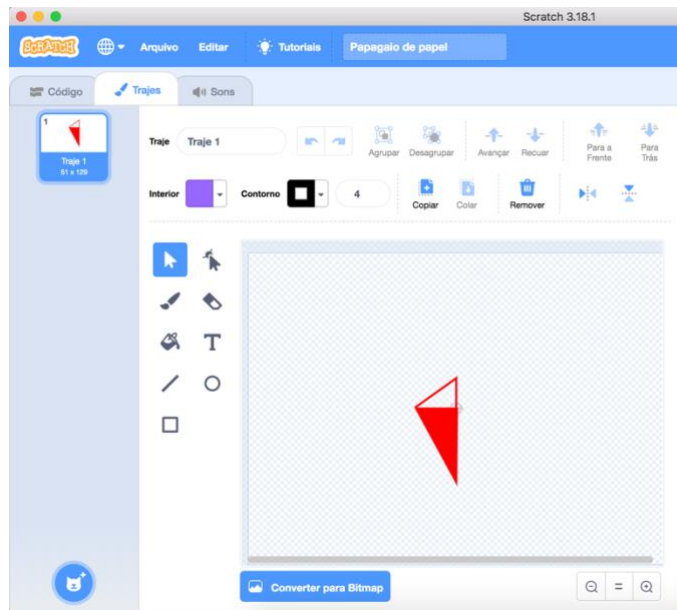 Scratch 3.18.1
SCRATCH Arquivo Editar Tutoriais Papagaio de papel
Código Trajes Sons
1
Traje 1
51 x 129
Traje Traje 1 Agrupar Desagrupar Avançar Recuar Para a Frente Para Trás
Interior Contorno 4 Copiar Colar Remover
T
Converter para Bitmap
=